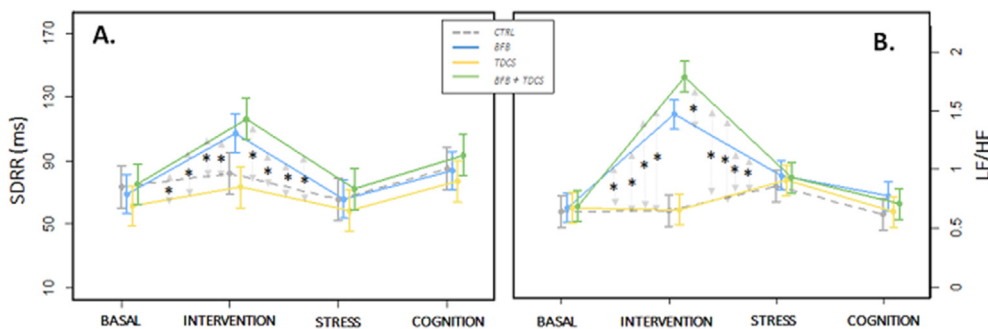 A.
B.
CTRL
BFB
TDCS
BFB + TDCS
SDRR (ms)
170
130
90
50
10
LF/HF
2
1.5
1
0.5
0
BASAL INTERVENTION STRESS COGNITION
BASAL INTERVENTION STRESS COGNITION